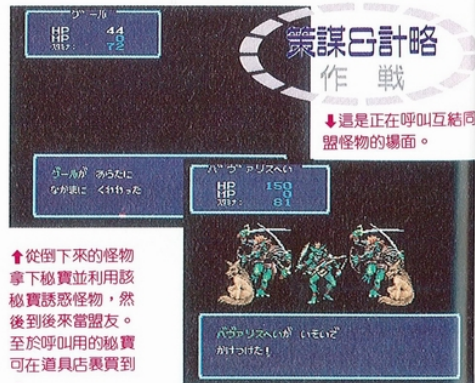 グール
HP 44
MP 0
スタミナ: 72
グールが あらたに
なかまに くわわった
策謀&計略
作 戦
⬇這是正在呼叫互結同
盟怪物的場面。
バヴァリスへい
HP 150
MP 0
スタミナ: 81
バヴァリスへいが いそいで
かけつけた!
⬆從倒下來的怪物
拿下秘寶並利用該
秘寶誘惑怪物,然
後到後來當盟友。
至於呼叫用的秘寶
可在道具店裏買到